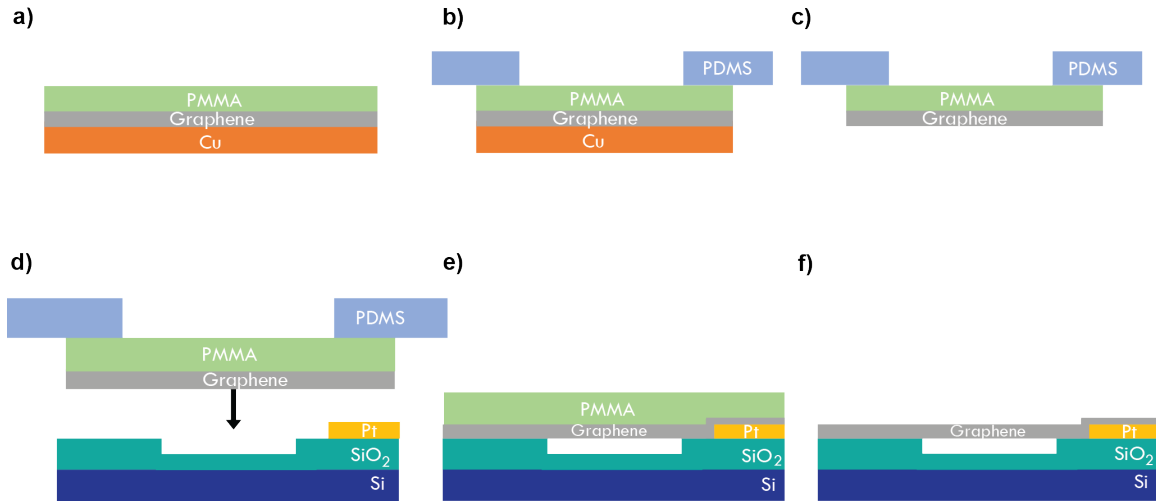 a)
PMMA
Graphene
Cu
b)
PDMS
PMMA
Graphene
Cu
c)
PDMS
PMMA
Graphene
d)
PDMS
PMMA
Graphene
Pt
SiO₂
Si
e)
PMMA
Graphene
Pt
SiO₂
Si
f)
Graphene
Pt
SiO₂
Si